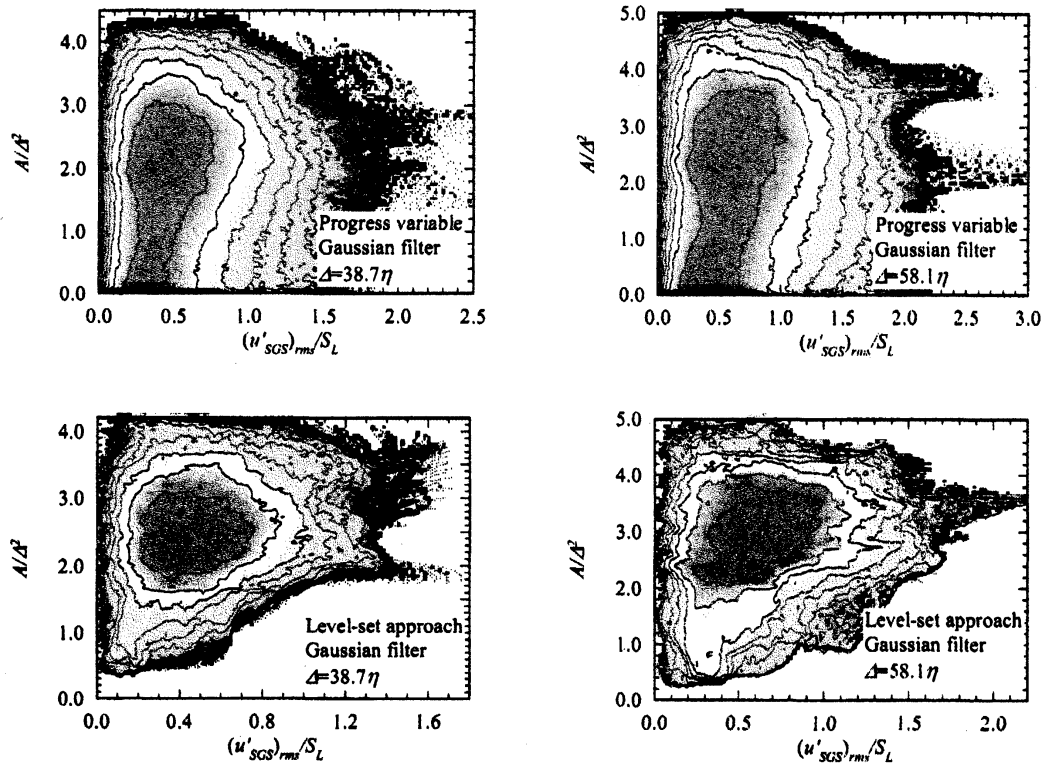 4.0
3.0
2.0
1.0
0.0
A/Δ²
Progress variable
Gaussian filter
Δ=38.7η
0.0 0.5 1.0 1.5 2.0 2.5
(u'SGS)rms/SL
5.0
4.0
3.0
2.0
1.0
0.0
A/Δ²
Progress variable
Gaussian filter
Δ=58.1η
0.0 0.5 1.0 1.5 2.0 2.5 3.0
(u'SGS)rms/SL
4.0
3.0
2.0
1.0
0.0
A/Δ²
Level-set approach
Gaussian filter
Δ=38.7η
0.0 0.4 0.8 1.2 1.6
(u'SGS)rms/SL
5.0
4.0
3.0
2.0
1.0
0.0
A/Δ²
Level-set approach
Gaussian filter
Δ=58.1η
0.0 0.5 1.0 1.5 2.0
(u'SGS)rms/SL